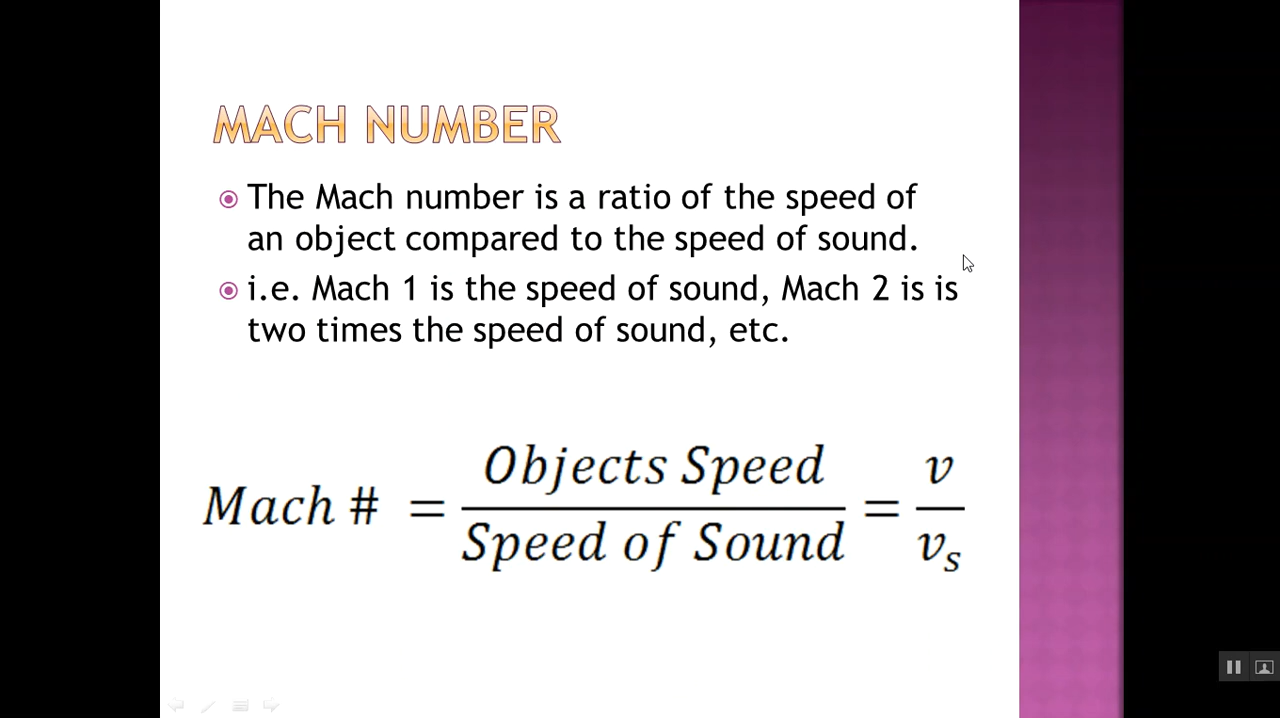 MACH NUMBER
The Mach number is a ratio of the speed of
an object compared to the speed of sound.
i.e. Mach 1 is the speed of sound, Mach 2 is is
two times the speed of sound, etc.
Mach # = Objects Speed / Speed of Sound = v / vₛ